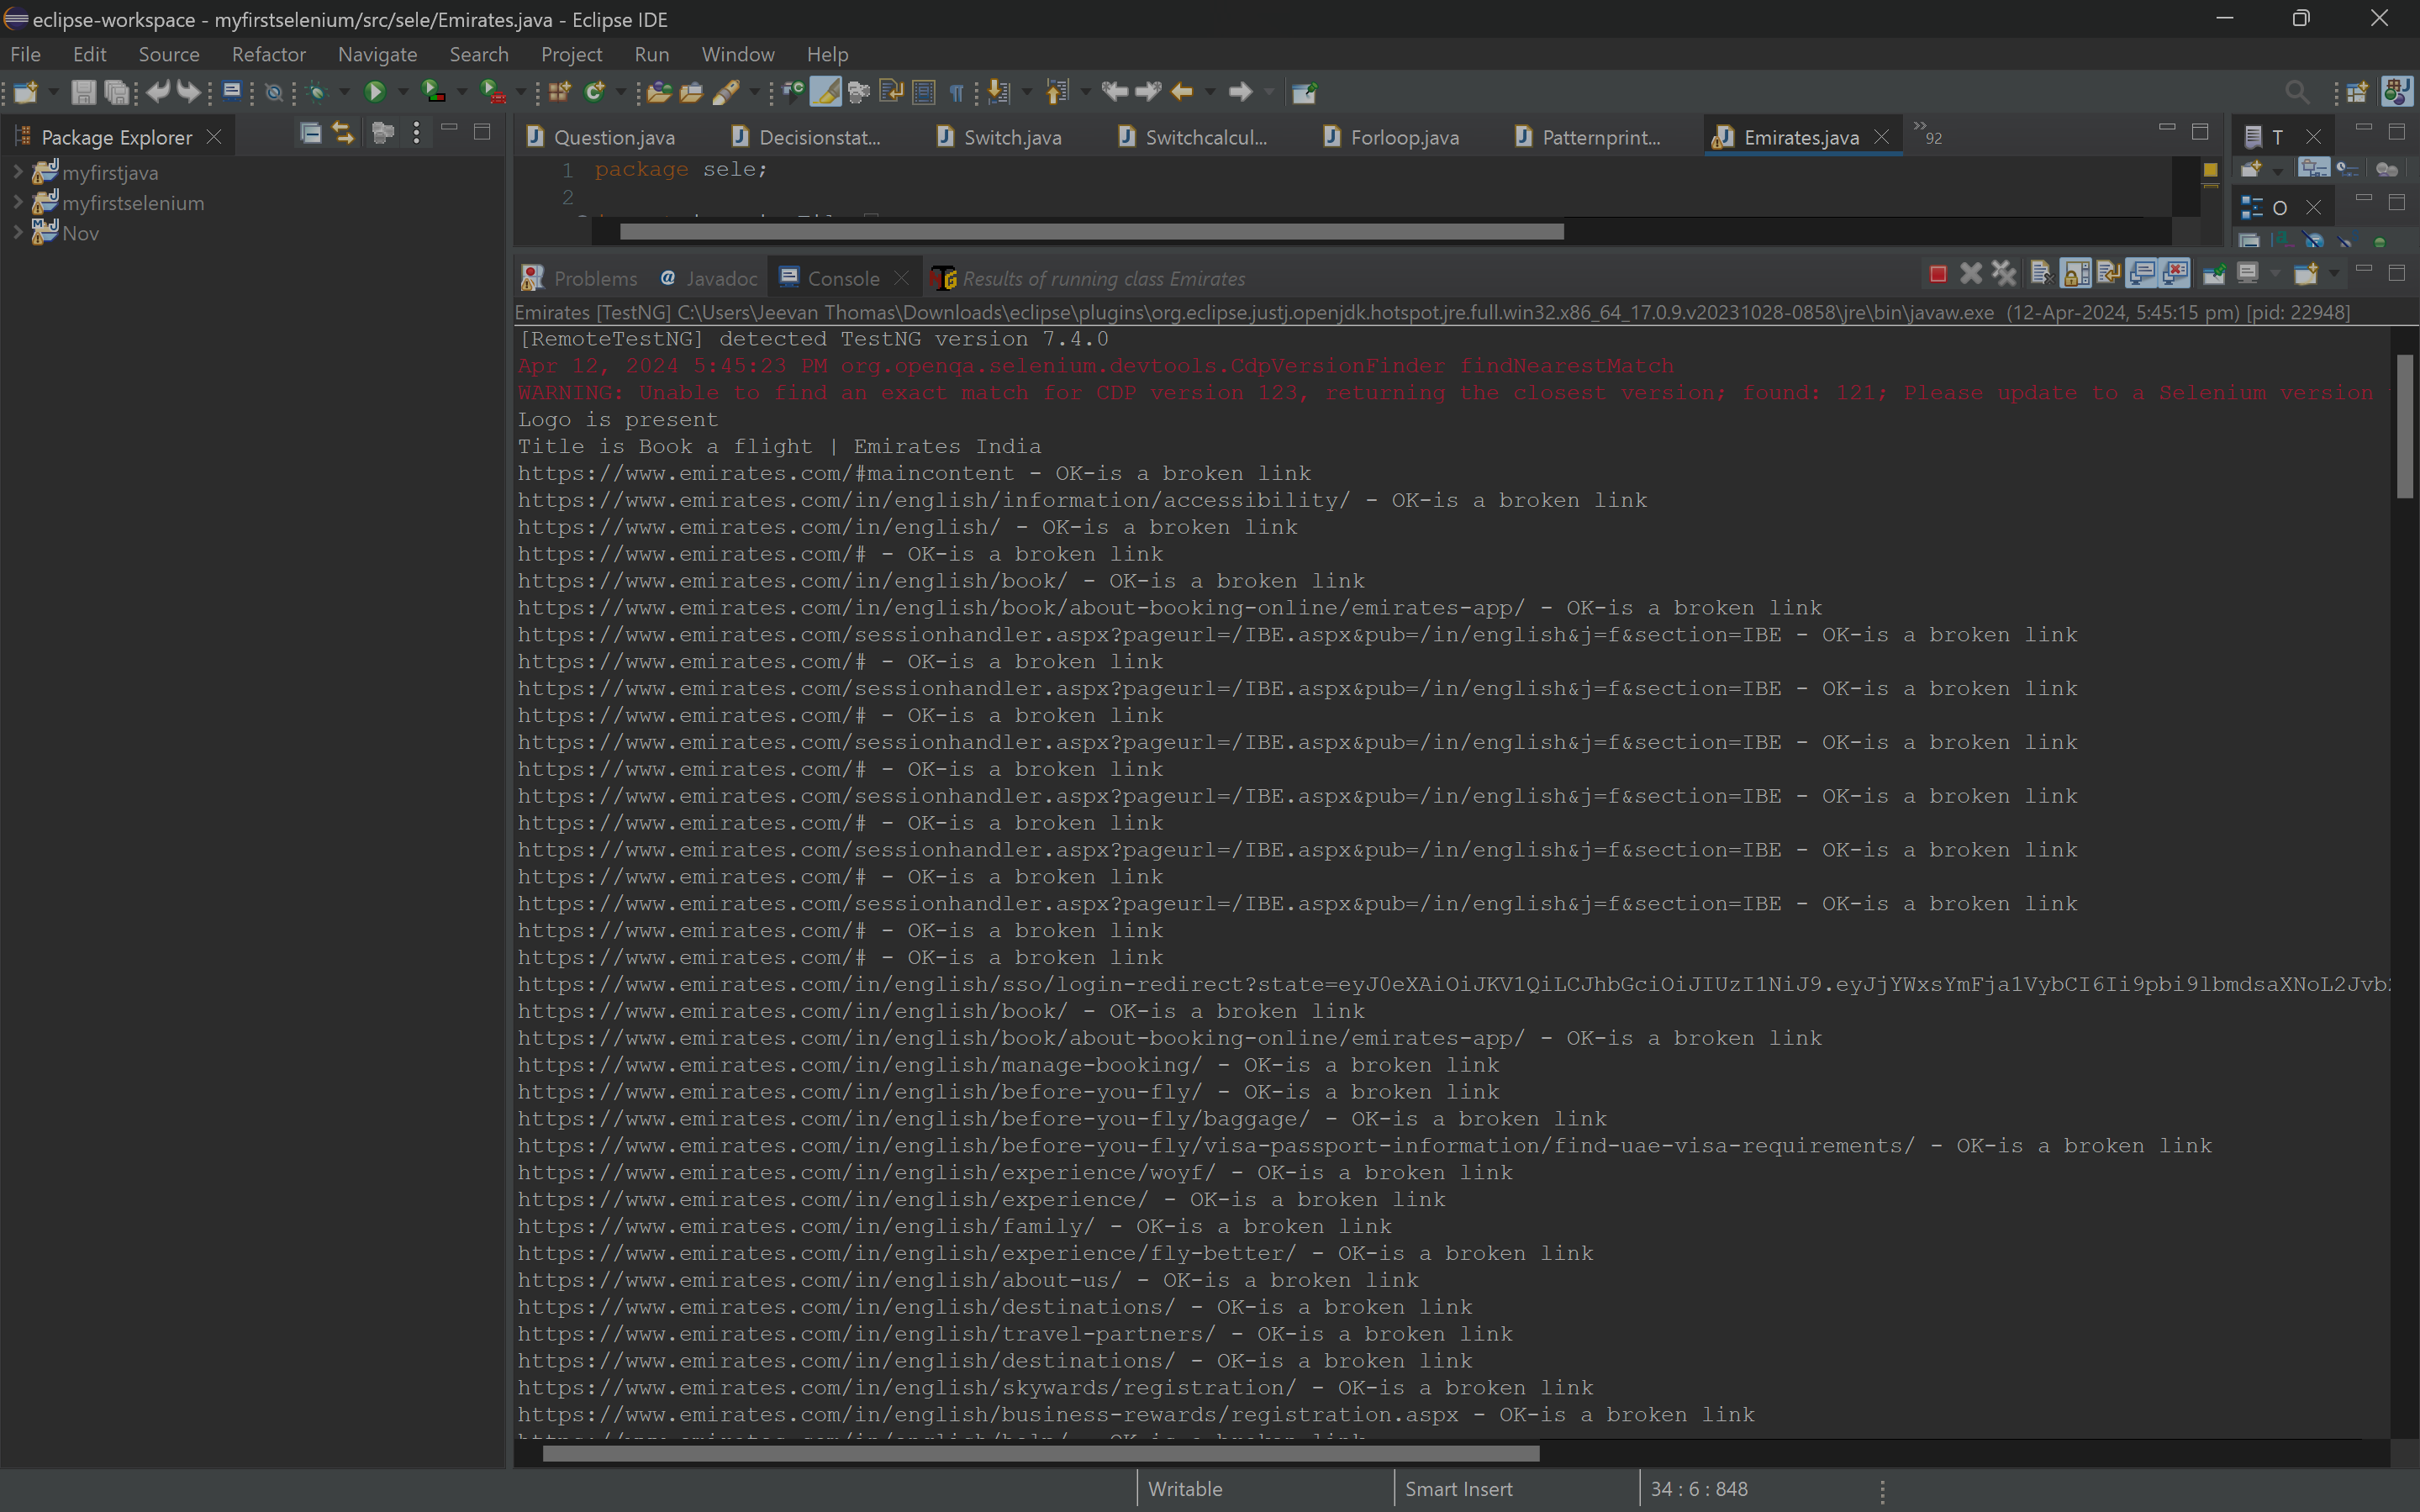 eclipse-workspace - myfirstselenium/src/sele/Emirates.java - Eclipse IDE
File Edit Source Refactor Navigate Search Project Run Window Help
Package Explorer
myfirstjava
myfirstselenium
Nov
Question.java Decisionstat... Switch.java Switchcalcul... Forloop.java Patternprint... Emirates.java 92
T
O
1 package sele;
2
Problems Javadoc Console Results of running class Emirates
Emirates [TestNG] C:\Users\Jeevan Thomas\Downloads\eclipse\plugins\org.eclipse.justj.openjdk.hotspot.jre.full.win32.x86_64_17.0.9.v20231028-0858\jre\bin\javaw.exe (12-Apr-2024, 5:45:15 pm) [pid: 22948]
[RemoteTestNG] detected TestNG version 7.4.0
Apr 12, 2024 5:45:23 PM org.openqa.selenium.devtools.CdpVersionFinder findNearestMatch
WARNING: Unable to find an exact match for CDP version 123, returning the closest version; found: 121; Please update to a Selenium version
Logo is present
Title is Book a flight | Emirates India
https://www.emirates.com/#maincontent - OK-is a broken link
https://www.emirates.com/in/english/information/accessibility/ - OK-is a broken link
https://www.emirates.com/in/english/ - OK-is a broken link
https://www.emirates.com/# - OK-is a broken link
https://www.emirates.com/in/english/book/ - OK-is a broken link
https://www.emirates.com/in/english/book/about-booking-online/emirates-app/ - OK-is a broken link
https://www.emirates.com/sessionhandler.aspx?pageurl=/IBE.aspx&pub=/in/english&j=f&section=IBE - OK-is a broken link
https://www.emirates.com/# - OK-is a broken link
https://www.emirates.com/sessionhandler.aspx?pageurl=/IBE.aspx&pub=/in/english&j=f&section=IBE - OK-is a broken link
https://www.emirates.com/# - OK-is a broken link
https://www.emirates.com/sessionhandler.aspx?pageurl=/IBE.aspx&pub=/in/english&j=f&section=IBE - OK-is a broken link
https://www.emirates.com/# - OK-is a broken link
https://www.emirates.com/sessionhandler.aspx?pageurl=/IBE.aspx&pub=/in/english&j=f&section=IBE - OK-is a broken link
https://www.emirates.com/# - OK-is a broken link
https://www.emirates.com/sessionhandler.aspx?pageurl=/IBE.aspx&pub=/in/english&j=f&section=IBE - OK-is a broken link
https://www.emirates.com/# - OK-is a broken link
https://www.emirates.com/sessionhandler.aspx?pageurl=/IBE.aspx&pub=/in/english&j=f&section=IBE - OK-is a broken link
https://www.emirates.com/# - OK-is a broken link
https://www.emirates.com/# - OK-is a broken link
https://www.emirates.com/in/english/sso/login-redirect?state=eyJ0eXAiOiJKV1QiLCJhbGciOiJIUzI1NiJ9.eyJjYWxsYmFja1VybCI6Ii9pbi9lbmdsaXNoL2Jvb
https://www.emirates.com/in/english/book/ - OK-is a broken link
https://www.emirates.com/in/english/book/about-booking-online/emirates-app/ - OK-is a broken link
https://www.emirates.com/in/english/manage-booking/ - OK-is a broken link
https://www.emirates.com/in/english/before-you-fly/ - OK-is a broken link
https://www.emirates.com/in/english/before-you-fly/baggage/ - OK-is a broken link
https://www.emirates.com/in/english/before-you-fly/visa-passport-information/find-uae-visa-requirements/ - OK-is a broken link
https://www.emirates.com/in/english/experience/woyf/ - OK-is a broken link
https://www.emirates.com/in/english/experience/ - OK-is a broken link
https://www.emirates.com/in/english/family/ - OK-is a broken link
https://www.emirates.com/in/english/experience/fly-better/ - OK-is a broken link
https://www.emirates.com/in/english/about-us/ - OK-is a broken link
https://www.emirates.com/in/english/destinations/ - OK-is a broken link
https://www.emirates.com/in/english/travel-partners/ - OK-is a broken link
https://www.emirates.com/in/english/destinations/ - OK-is a broken link
https://www.emirates.com/in/english/skywards/registration/ - OK-is a broken link
https://www.emirates.com/in/english/business-rewards/registration.aspx - OK-is a broken link
Writable Smart Insert 34 : 6 : 848